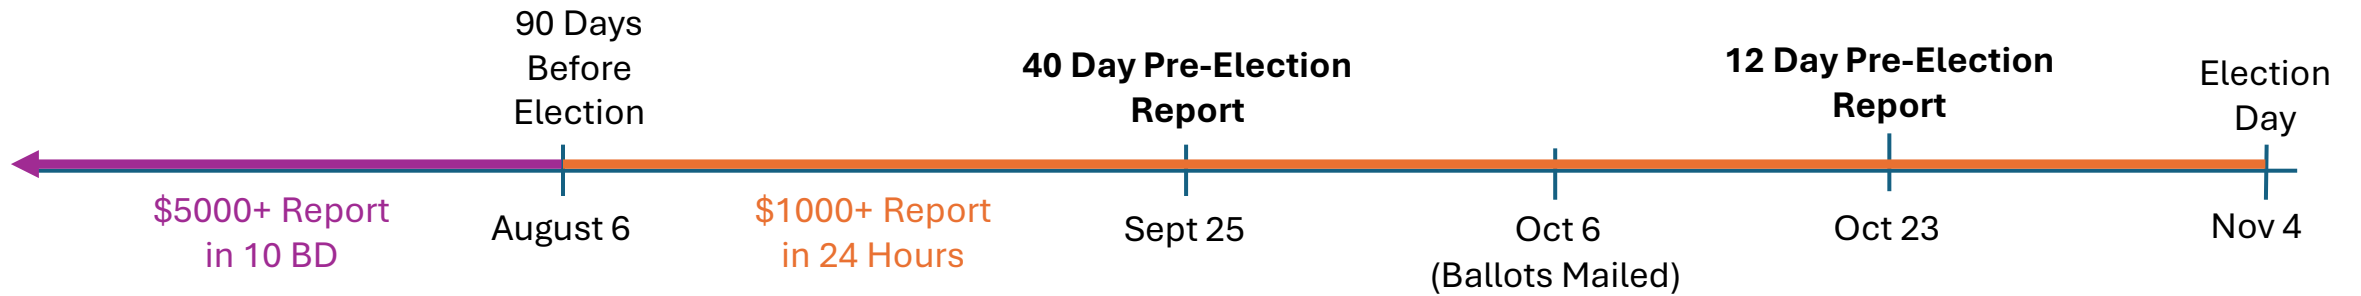 90 Days
Before
Election
40 Day Pre-Election
Report
12 Day Pre-Election
Report
Election
Day
$5000+ Report
in 10 BD
August 6
$1000+ Report
in 24 Hours
Sept 25
Oct 6
(Ballots Mailed)
Oct 23
Nov 4